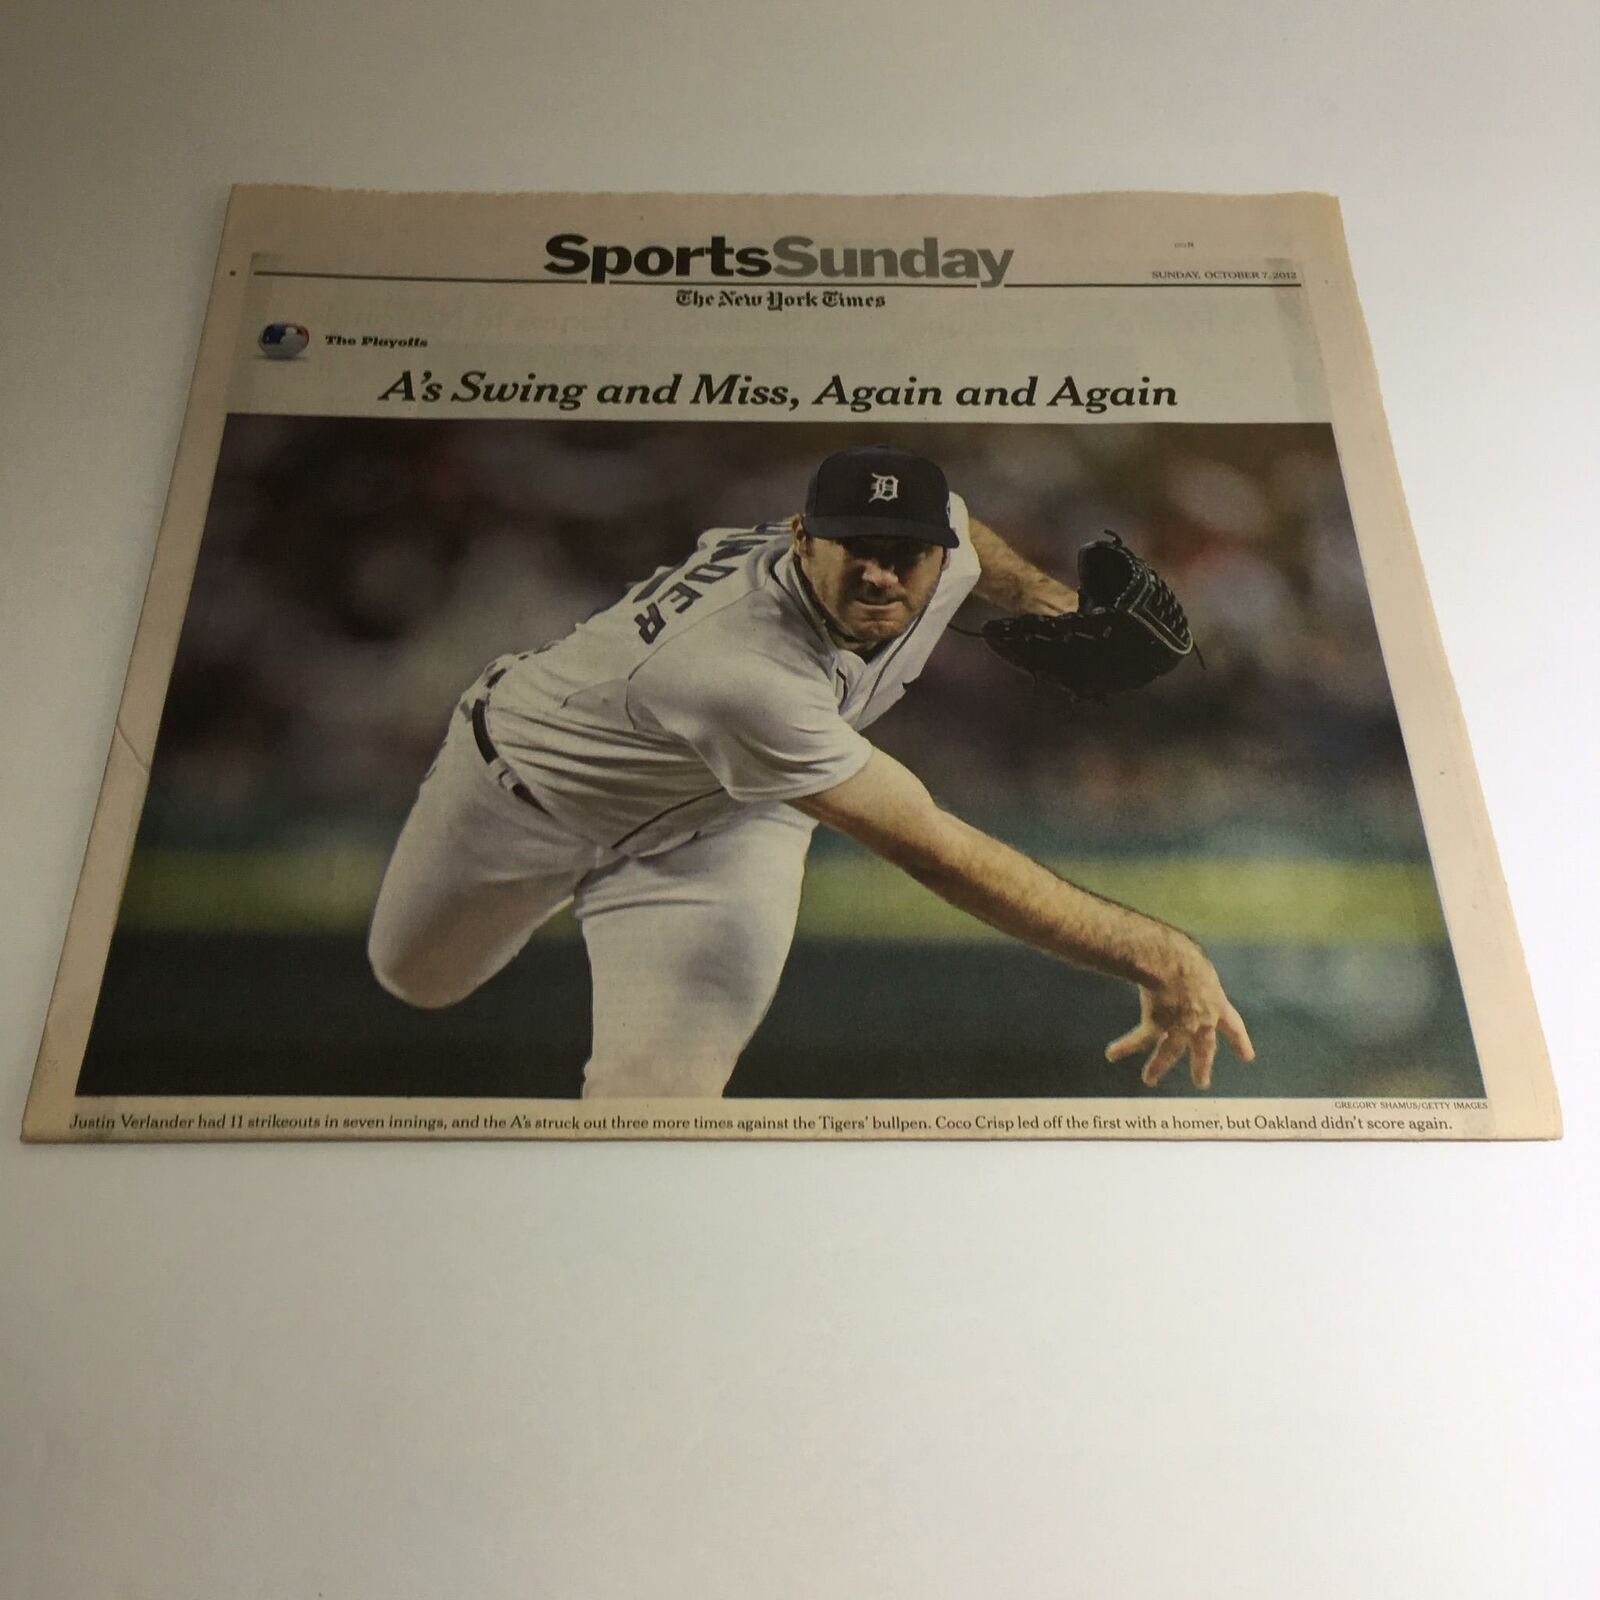 SportsSunday
SUNDAY, OCTOBER 7, 2012
The New York Times
The Playoffs
A's Swing and Miss, Again and Again
D
NDER
GREGORY SHAMUS/GETTY IMAGES
Justin Verlander had 11 strikeouts in seven innings, and the A's struck out three more times against the Tigers' bullpen. Coco Crisp led off the first with a homer, but Oakland didn't score again.